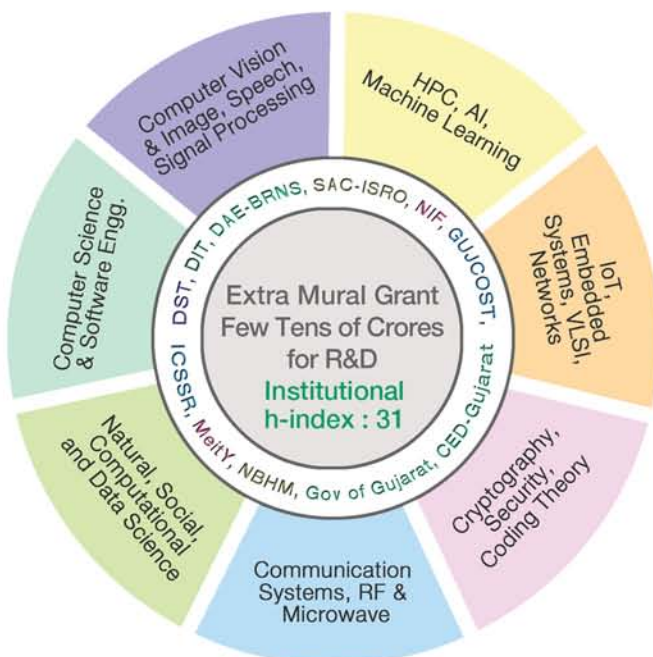 Computer Vision
& Image, Speech,
Signal Processing
HPC, AI,
Machine Learning
IoT,
Embedded
Systems, VLSI,
Networks
Cryptography,
Security,
Coding Theory
Communication
Systems, RF &
Microwave
Natural, Social,
Computational
and Data Science
Computer Science
& Software Engg.
DST, DIT, DAE-BRNS, SAC-ISRO, NIF, GUJCOST,
ICSSR, MeitY, NBHM, Gov of Gujarat, CED-Gujarat
Extra Mural Grant
Few Tens of Crores
for R&D
Institutional
h-index : 31